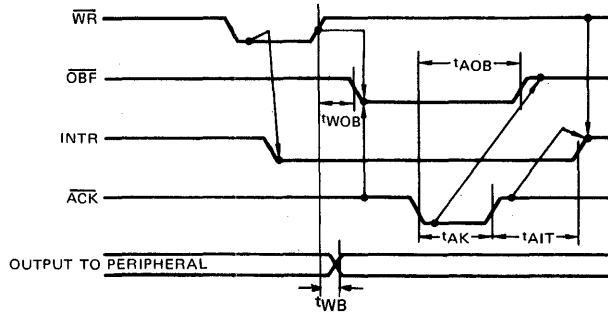 WR
OBF
tAOB
tWOB
INTR
ACK
tAK
tAIT
OUTPUT TO PERIPHERAL
tWB